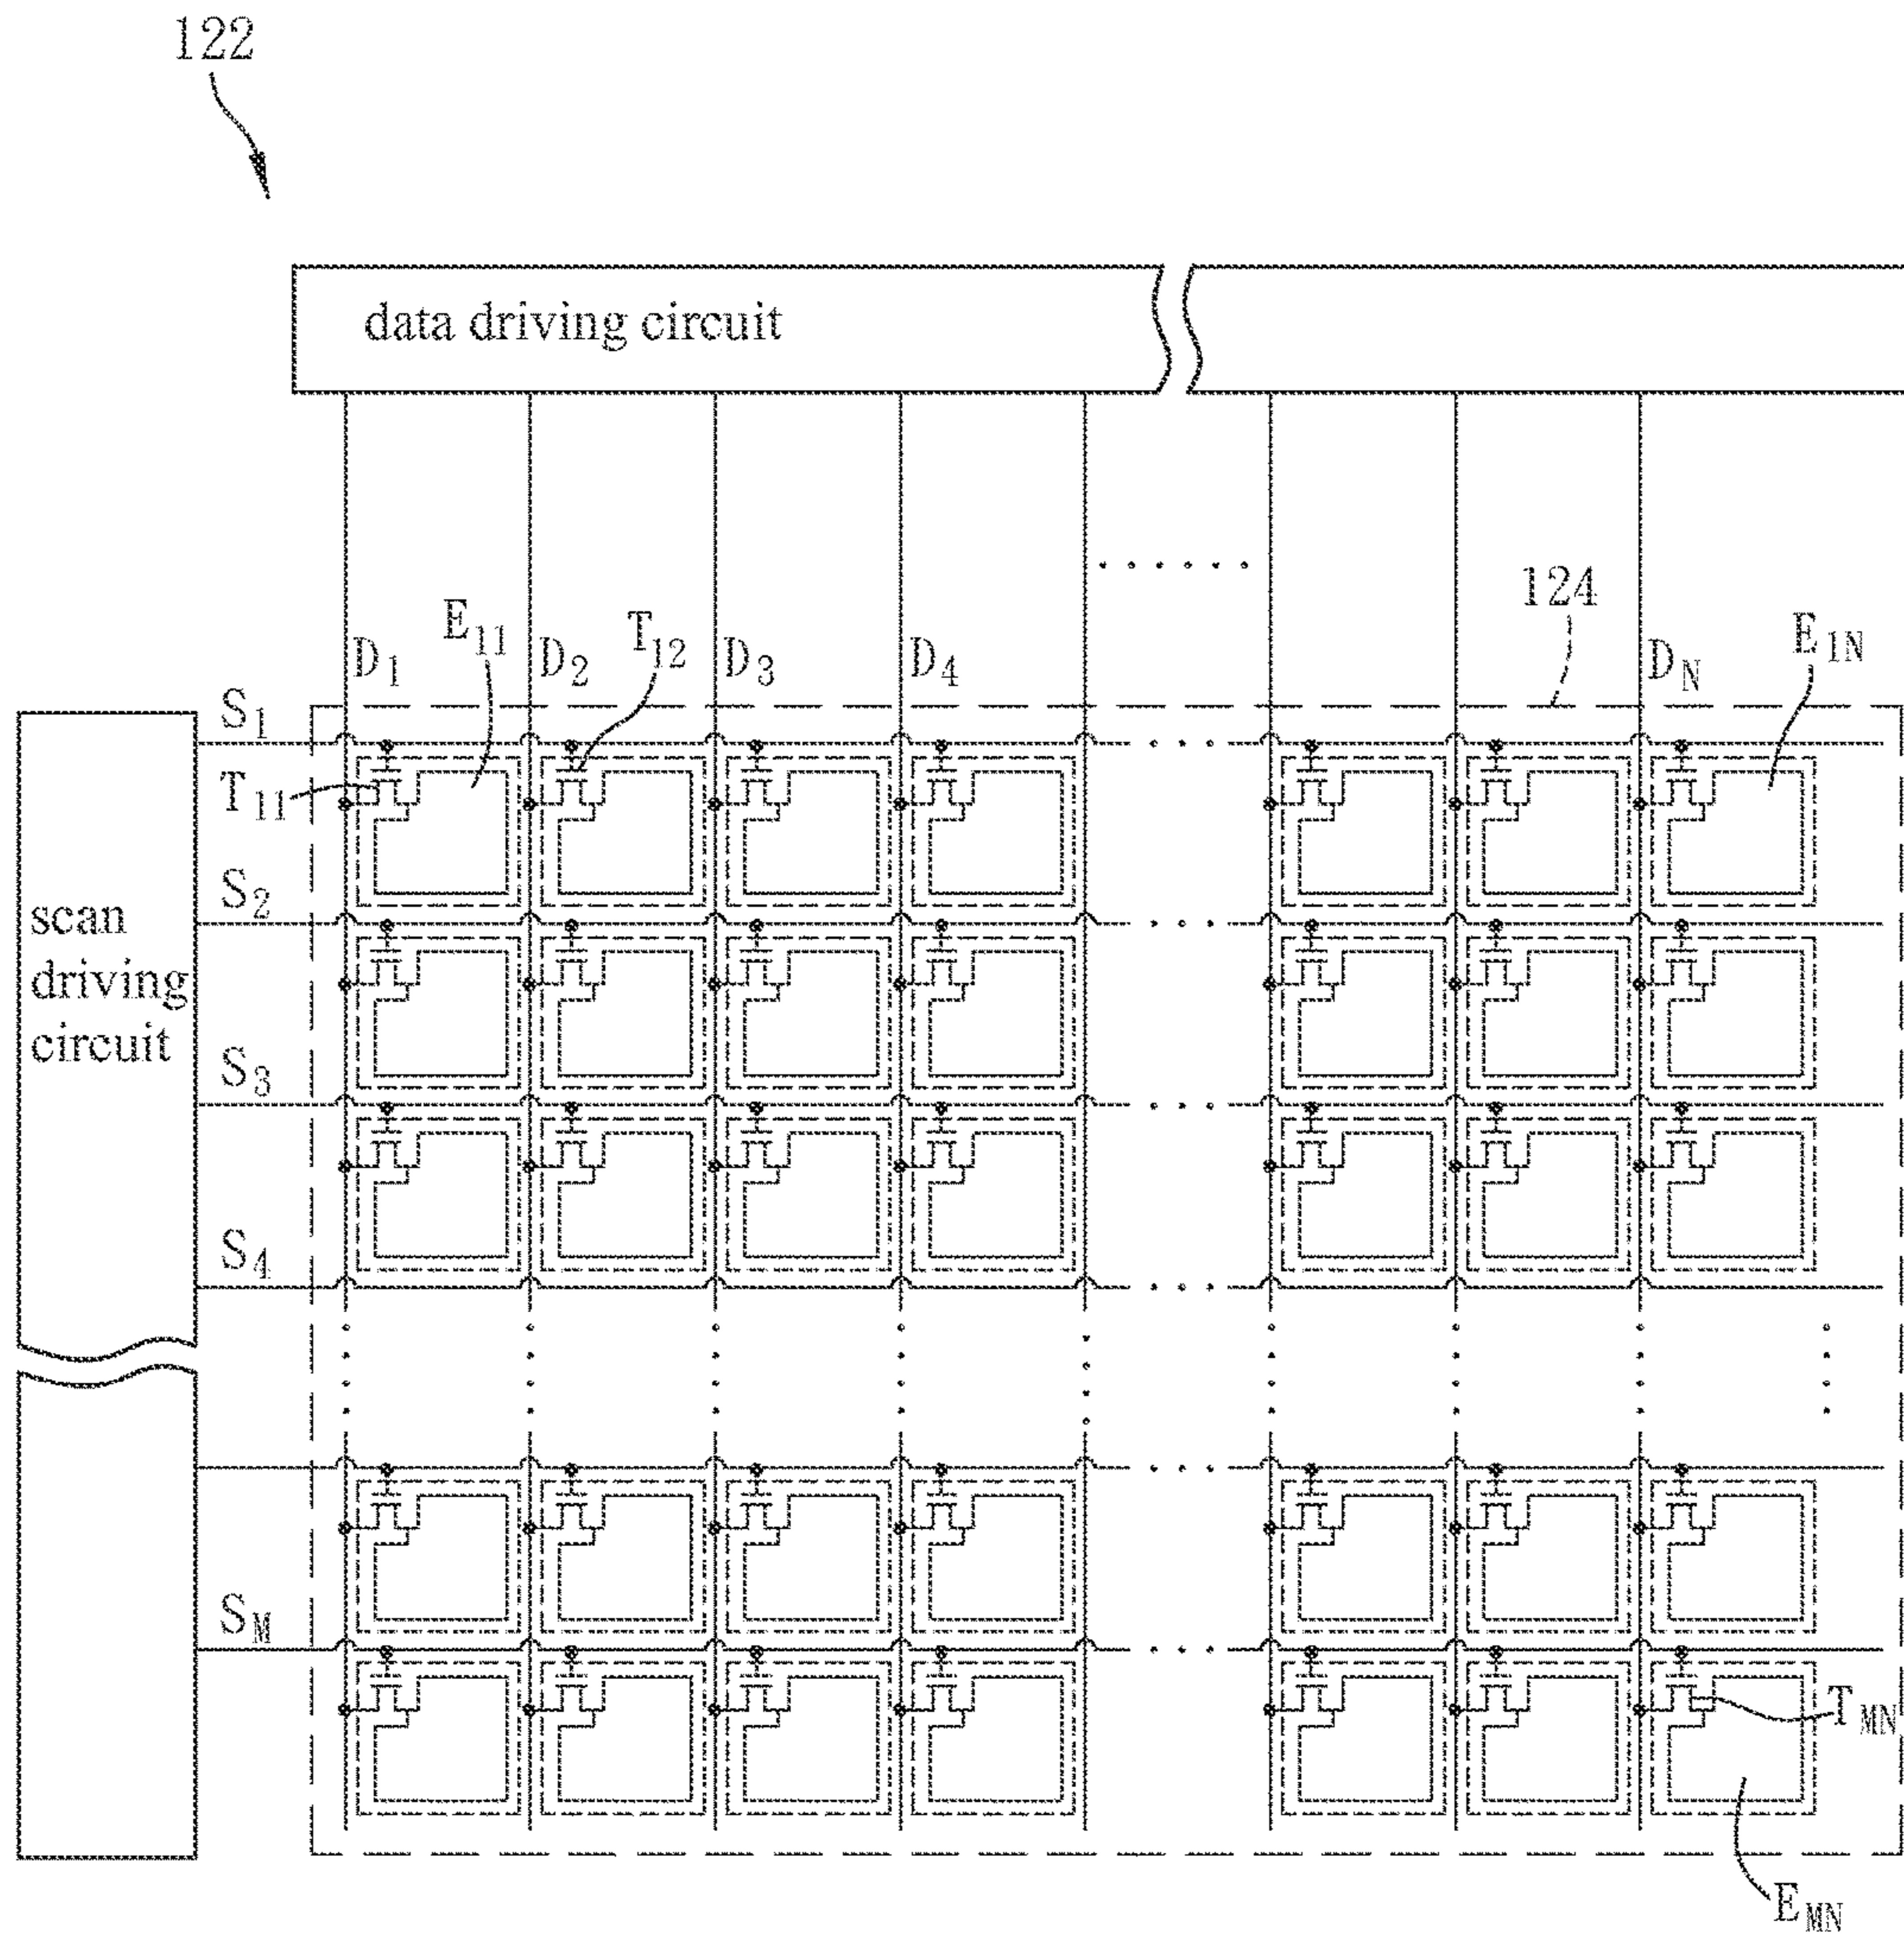 122
data driving circuit
124
D1 E11 D2 T12 D3 D4 DN E1N
S1
T11
S2
scan
driving
circuit
S3
S4
SM
TMN
EMN